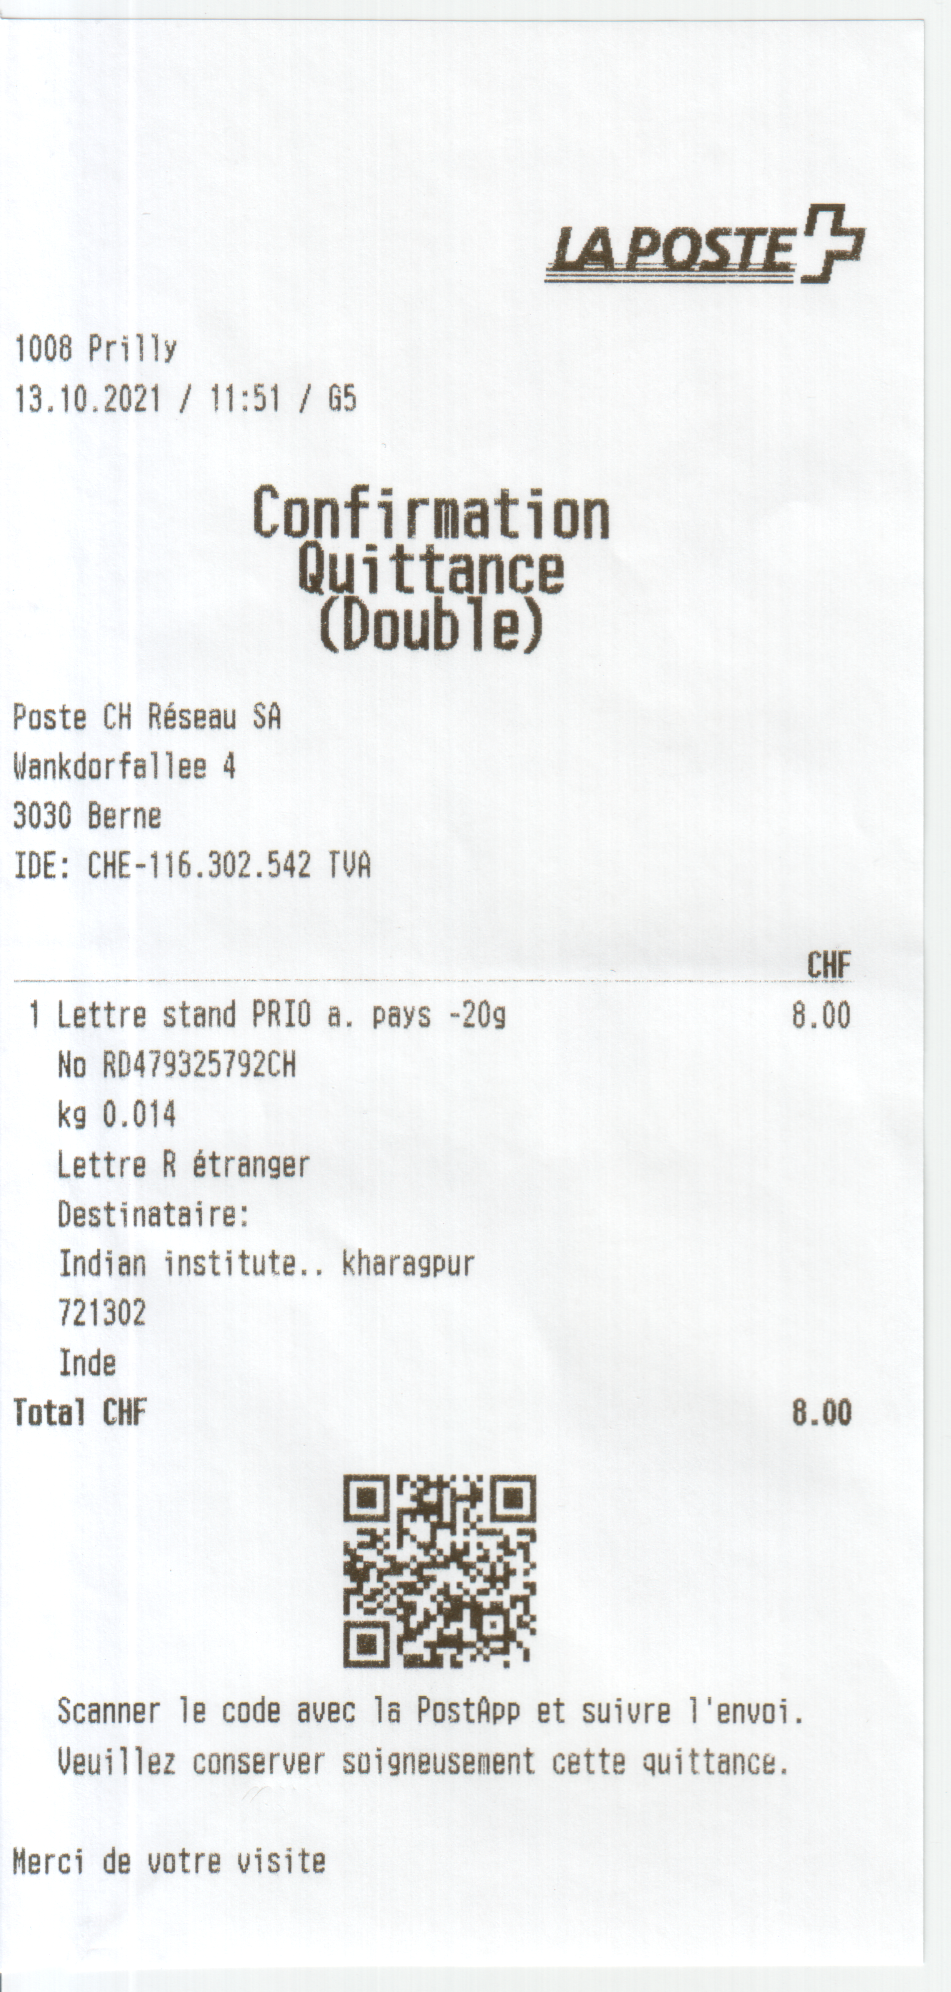 LA POSTE
1008 Prilly
13.10.2021 / 11:51 / G5
Confirmation
Quittance
(Double)
Poste CH Réseau SA
Wankdorfallee 4
3030 Berne
IDE: CHE-116.302.542 TVA
CHF
1 Lettre stand PRIO a. pays -20g 8.00
No RD479325792CH
kg 0.014
Lettre R étranger
Destinataire:
Indian institute.. kharagpur
721302
Inde
Total CHF 8.00
Scanner le code avec la PostApp et suivre l'envoi.
Veuillez conserver soigneusement cette quittance.
Merci de votre visite